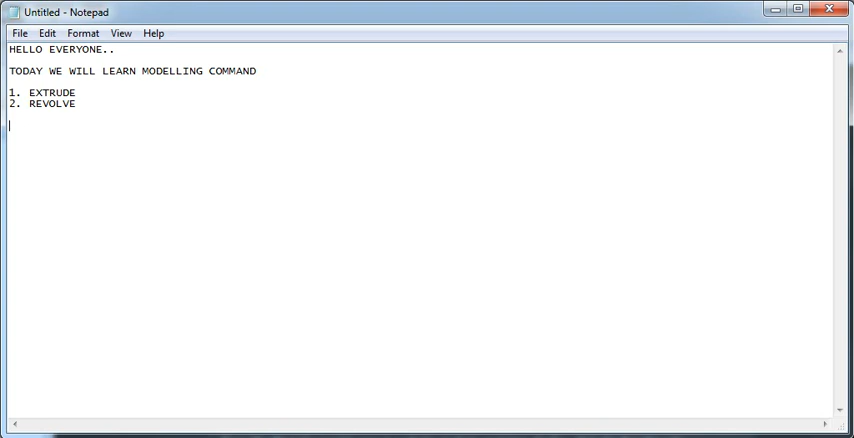 Untitled - Notepad
File Edit Format View Help
HELLO EVERYONE..
TODAY WE WILL LEARN MODELLING COMMAND
1. EXTRUDE
2. REVOLVE